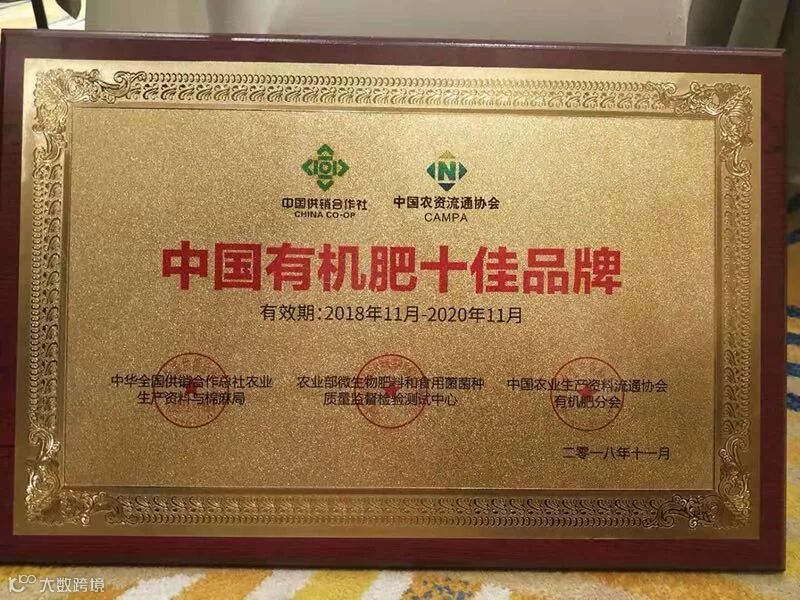 中国供销合作社
CHINA CO-OP
中国农资流通协会
CAMPA
中国有机肥十佳品牌
有效期:2018年11月-2020年11月
中华全国供销合作总社农业
生产资料与棉麻局
农业部微生物肥料和食用菌菌种
质量监督检验测试中心
中国农业生产资料流通协会
有机肥分会
二零一八年十一月
大数跨境